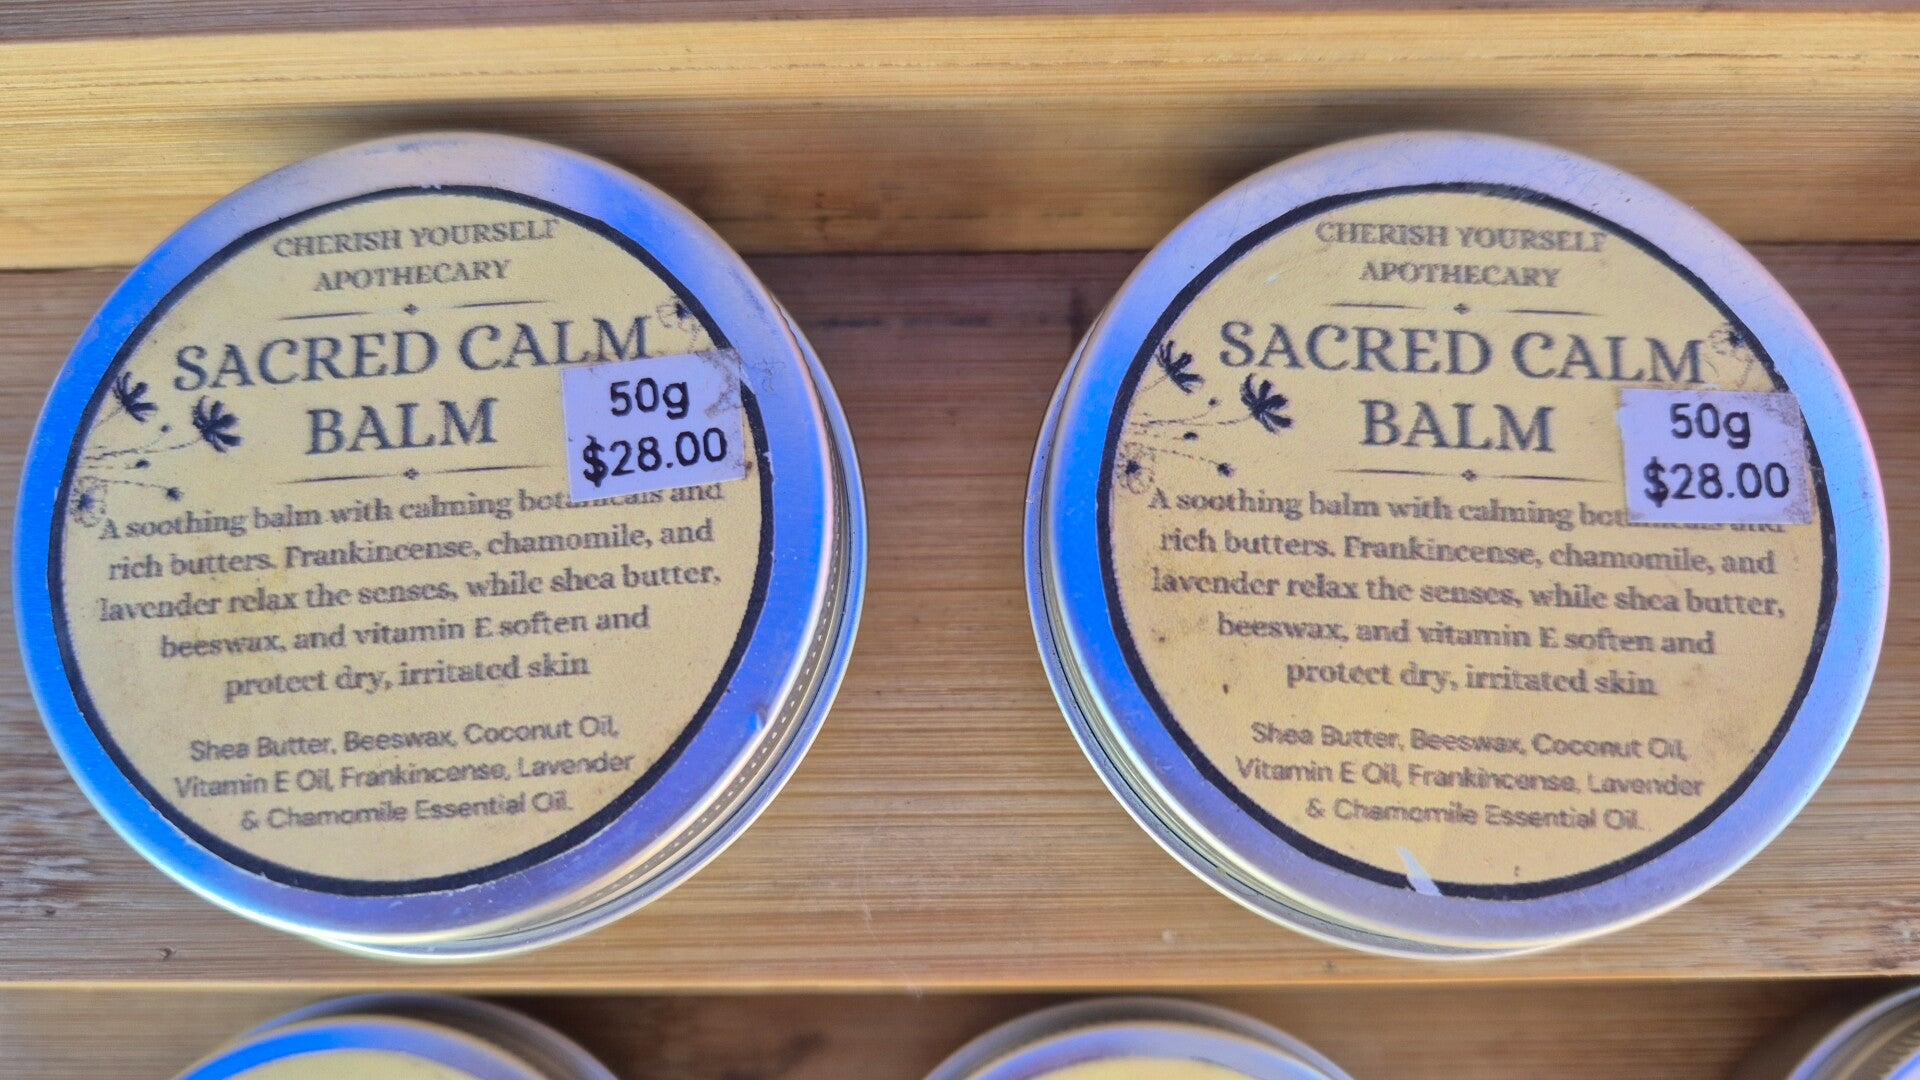 CHERISH YOURSELF
APOTHECARY
SACRED CALM
BALM
50g
$28.00
A soothing balm with calming botanicals and
rich butters. Frankincense, chamomile, and
lavender relax the senses, while shea butter,
beeswax, and vitamin E soften and
protect dry, irritated skin
Shea Butter, Beeswax, Coconut Oil,
Vitamin E Oil, Frankincense, Lavender
& Chamomile Essential Oil.
CHERISH YOURSELF
APOTHECARY
SACRED CALM
BALM
50g
$28.00
A soothing balm with calming botanicals and
rich butters. Frankincense, chamomile, and
lavender relax the senses, while shea butter,
beeswax, and vitamin E soften and
protect dry, irritated skin
Shea Butter, Beeswax, Coconut Oil,
Vitamin E Oil, Frankincense, Lavender
& Chamomile Essential Oil.